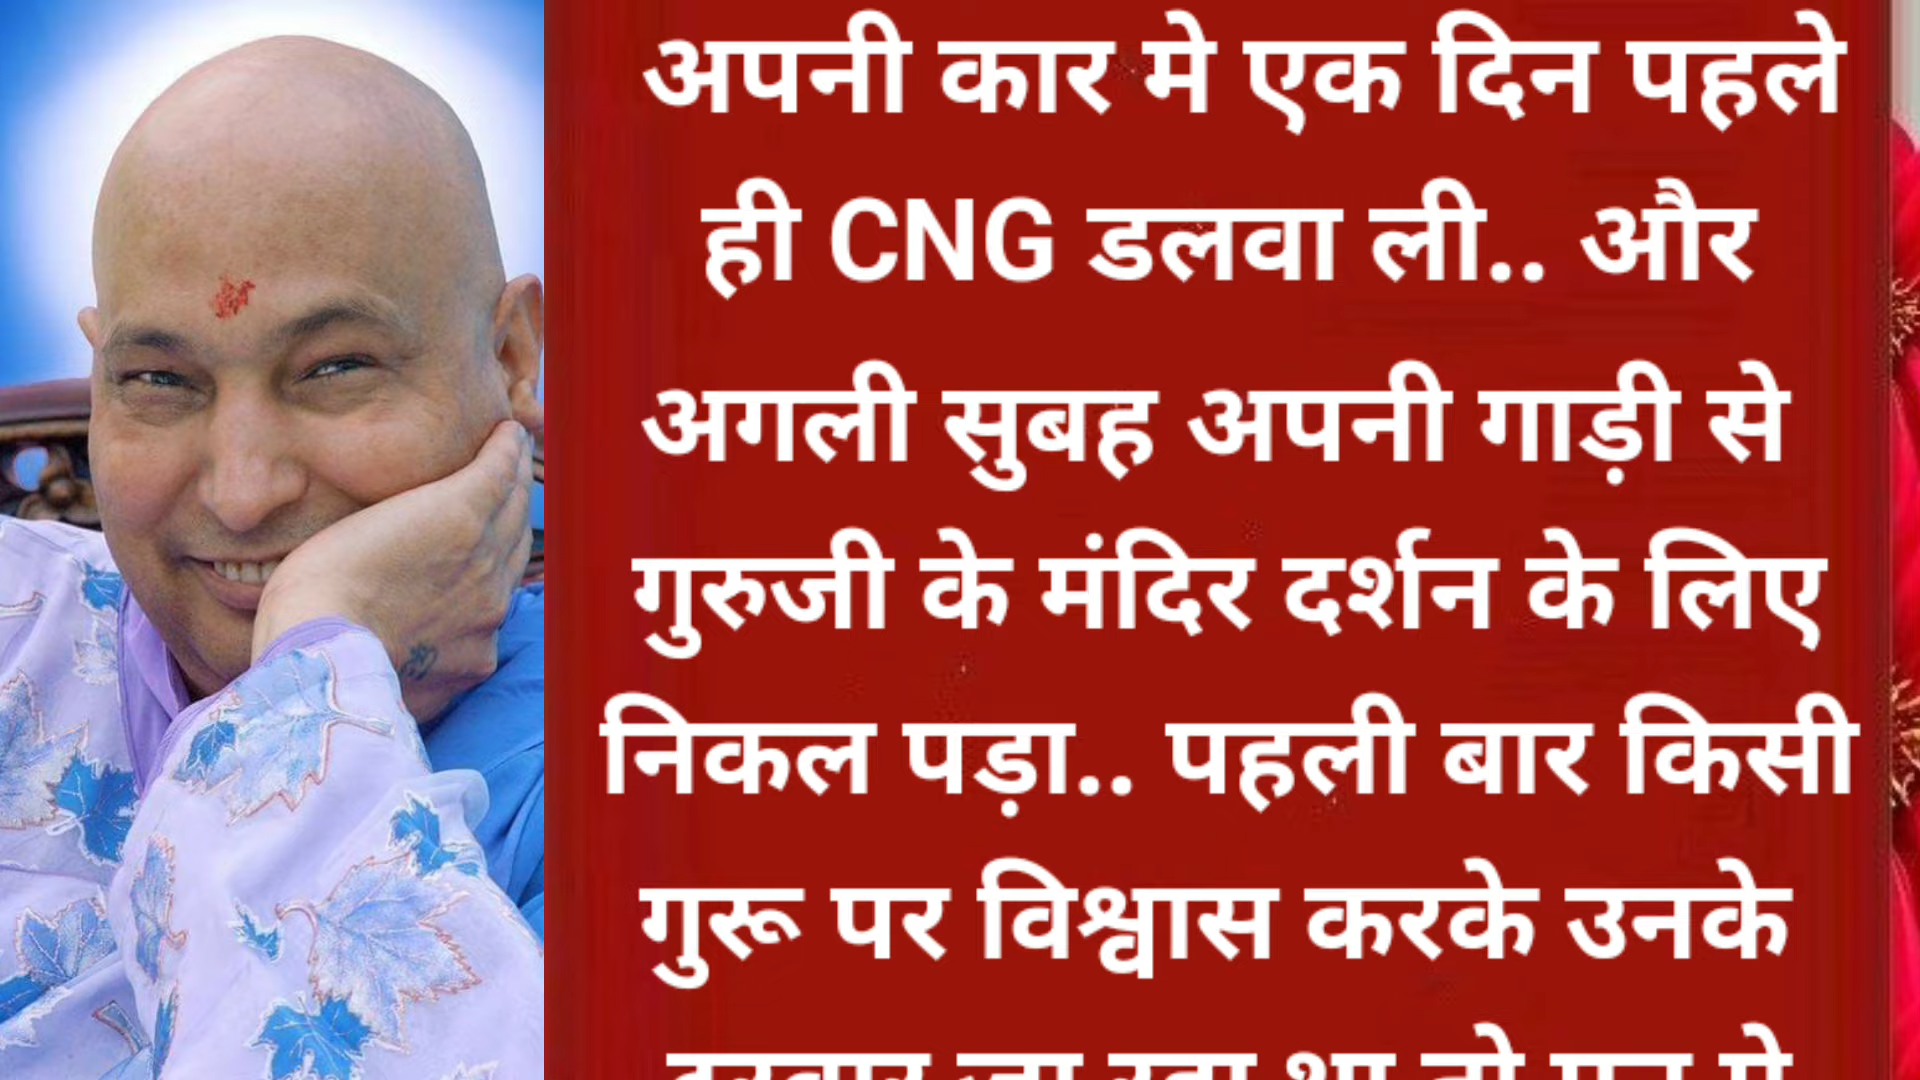 अपनी कार मे एक दिन पहले
ही CNG डलवा ली.. और
अगली सुबह अपनी गाड़ी से
गुरुजी के मंदिर दर्शन के लिए
निकल पड़ा.. पहली बार किसी
गुरू पर विश्वास करके उनके